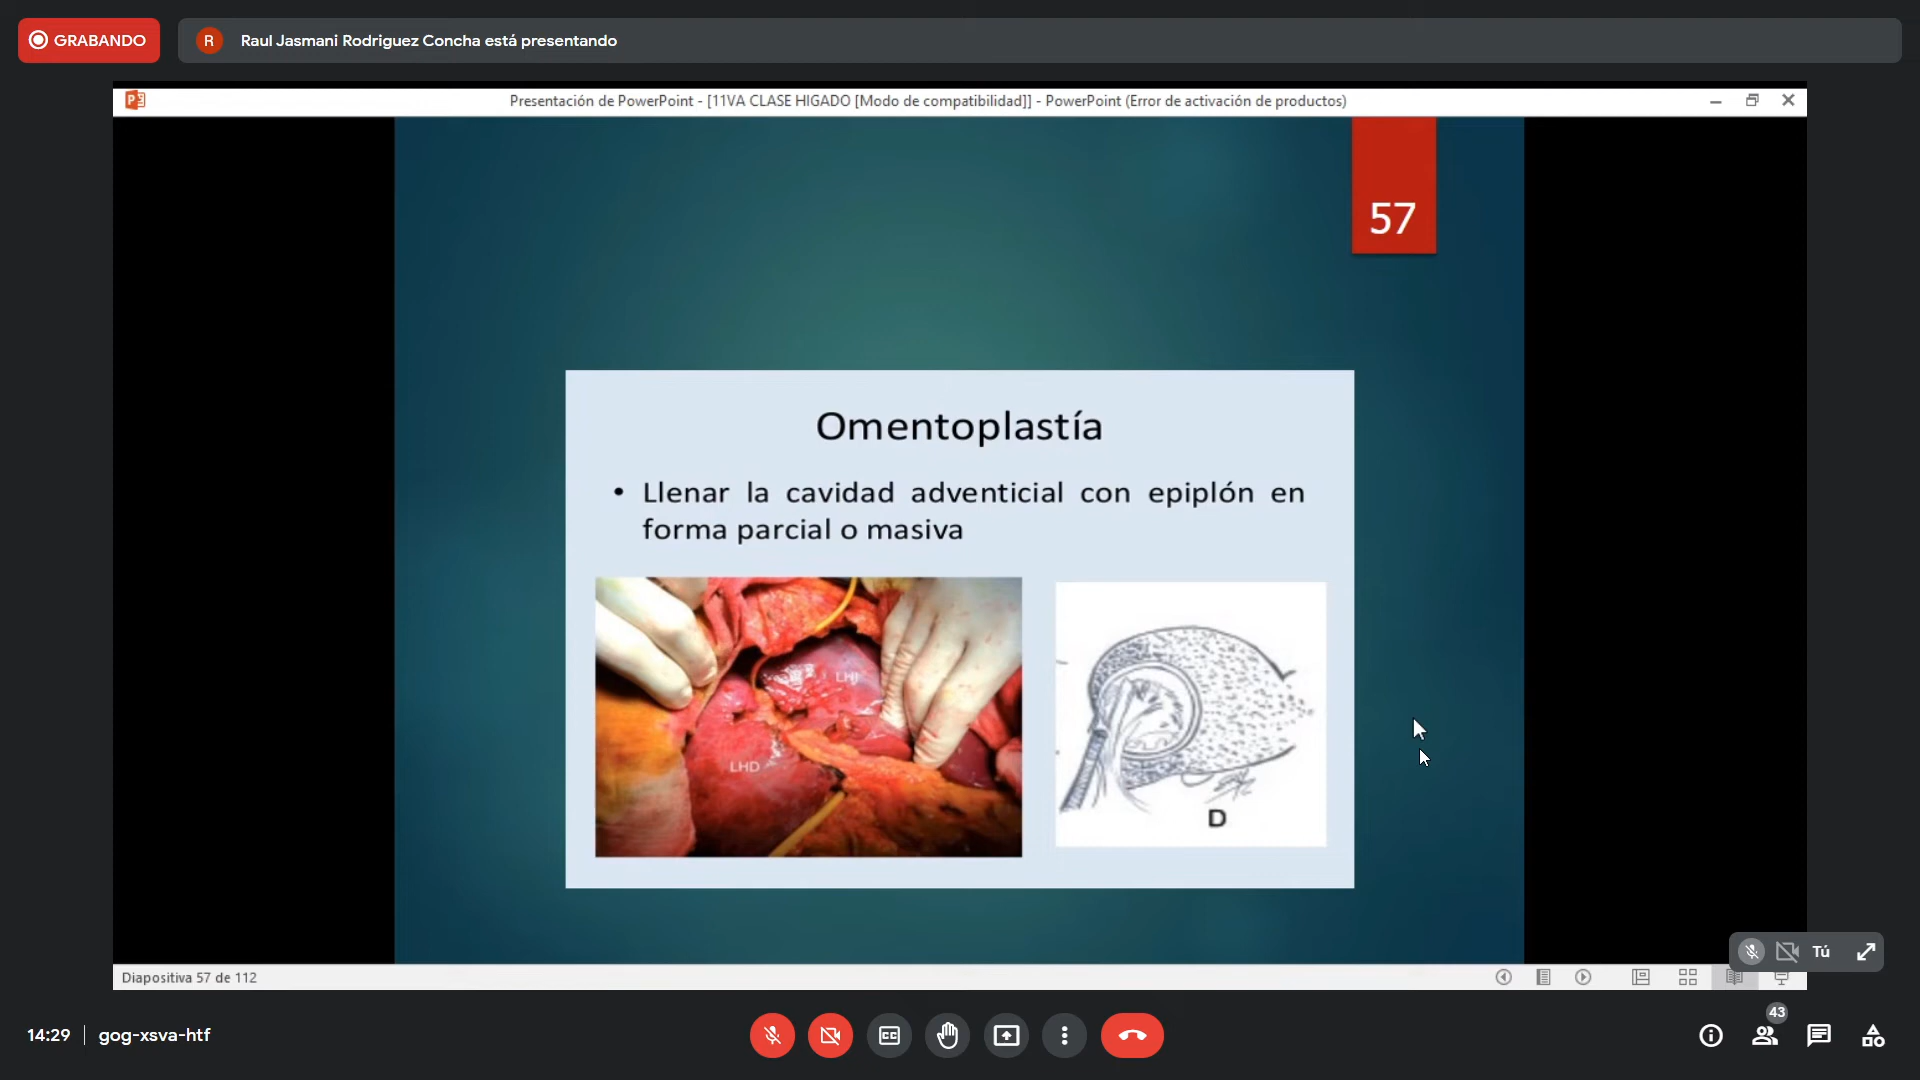 GRABANDO
R
Raul Jasmani Rodriguez Concha está presentando
Presentación de PowerPoint - [11VA CLASE HIGADO [Modo de compatibilidad]] - PowerPoint (Error de activación de productos)
57
Omentoplastía
• Llenar la cavidad adventicial con epiplón en
forma parcial o masiva
LHI
LHD
D
Tú
Diapositiva 57 de 112
43
14:29
gog-xsva-htf